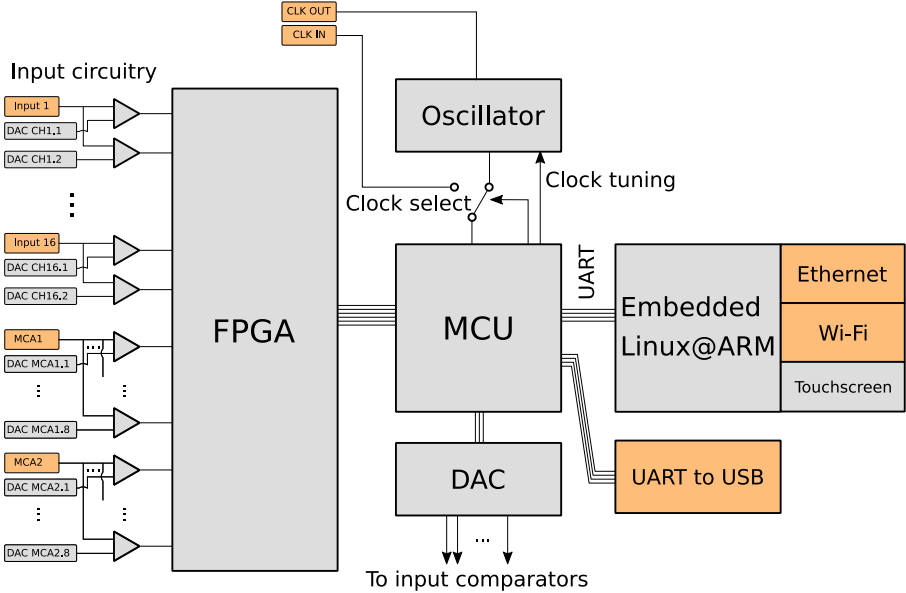 CLK OUT
CLK IN
Input circuitry
Input 1
DAC CH1.1
DAC CH1.2
Input 16
DAC CH16.1
DAC CH16.2
MCA1
DAC MCA1.1
DAC MCA1.8
MCA2
DAC MCA2.1
DAC MCA2.8
FPGA
Oscillator
Clock tuning
Clock select
MCU
UART
Embedded
Linux@ARM
Ethernet
Wi-Fi
Touchscreen
DAC
UART to USB
...
To input comparators